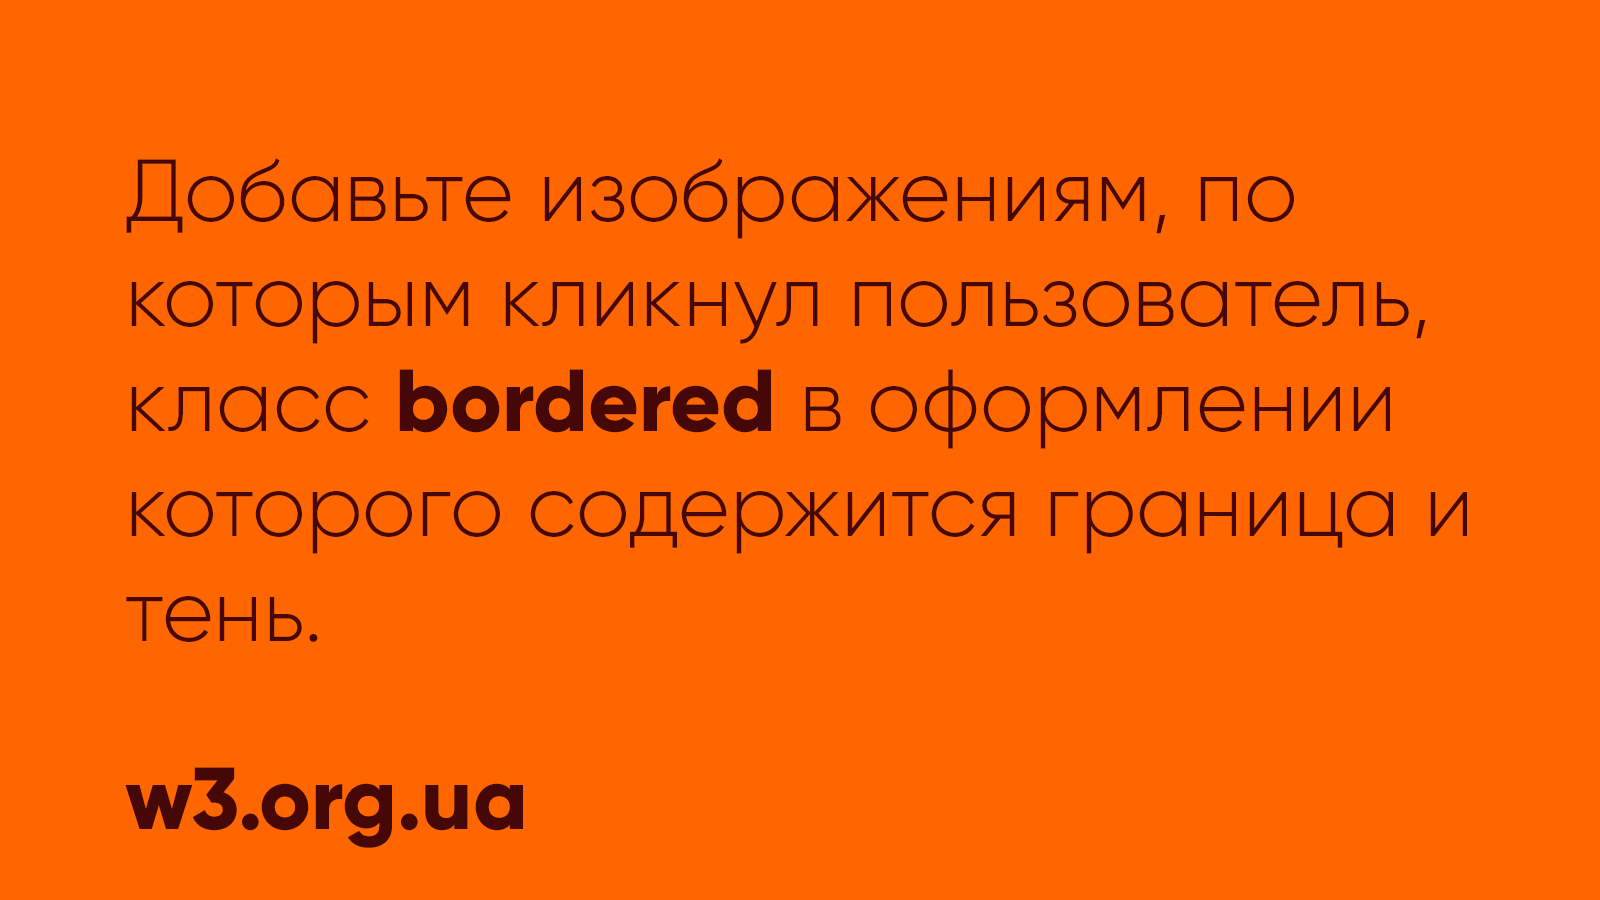 Добавьте изображениям, по
которым кликнул пользователь,
класс bordered в оформлении
которого содержится граница и
тень.
w3.org.ua